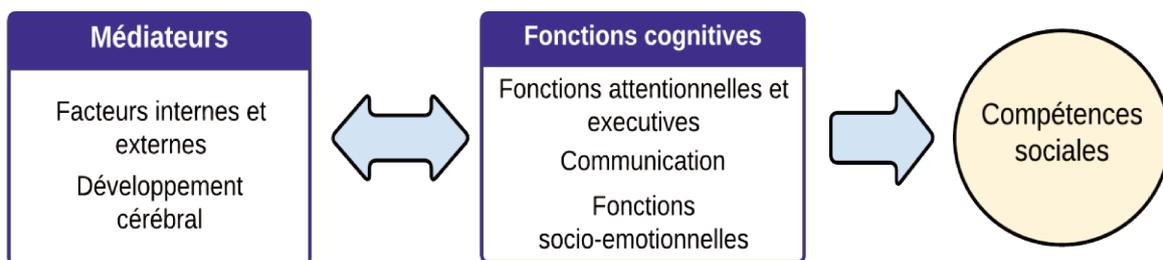 Médiateurs
Facteurs internes et
externes
Développement
cérébral
Fonctions cognitives
Fonctions attentionnelles et
executives
Communication
Fonctions
socio-emotionnelles
Compétences
sociales